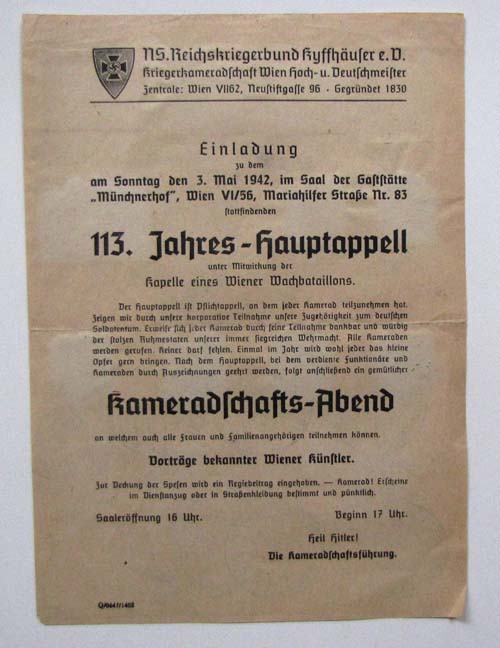 NS. Reichskriegerbund Kyffhäuser e. V.
Kriegerkameradschaft Wien Hoch- u. Deutschmeister
Zentrale: Wien VII/62, Neustiftgasse 96 · Gegründet 1830
Einladung
zu dem
am Sonntag den 3. Mai 1942, im Saal der Gaststätte
„Münchnerhof“, Wien VI/56, Mariahilfer Straße Nr. 83
stattfindenden
113. Jahres-Hauptappell
unter Mitwirkung der
Kapelle eines Wiener Wachbataillons.
Der Hauptappell ist Pflichtappell, an dem jeder Kamerad teilzunehmen hat.
Zeigen wir durch unsere korporative Teilnahme unsere Zugehörigkeit zum deutschen
Soldatentum. Erweise sich jeder Kamerad durch seine Teilnahme dankbar und würdig
der stolzen Ruhmestaten unserer immer siegreichen Wehrmacht. Alle Kameraden
werden gerufen. Keiner darf fehlen. Einmal im Jahr wird wohl jeder das kleine
Opfer gern bringen. Nach dem Hauptappell, bei dem verdiente Funktionäre und
Kameraden durch Auszeichnungen geehrt werden, folgt anschließend ein gemütlicher
Kameradschafts-Abend
an welchem auch alle Frauen und Familienangehörigen teilnehmen können.
Vorträge bekannter Wiener Künstler.
Zur Deckung der Spesen wird ein Regiebeitrag eingehoben. — Kamerad! Erscheine
im Dienstanzug oder in Straßenkleidung bestimmt und pünktlich.
Saaleröffnung 16 Uhr. Beginn 17 Uhr.
Heil Hitler!
Die Kameradschaftsführung.